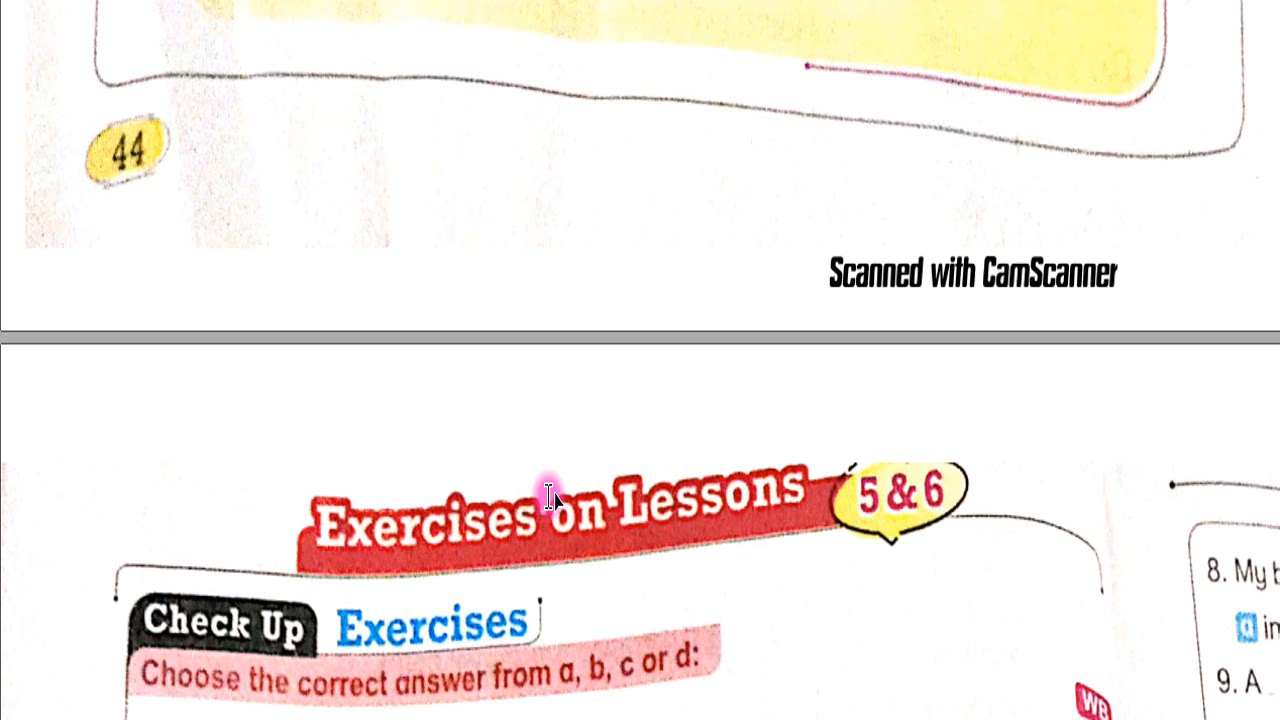 44
Scanned with CamScanner
Exercises on Lessons 5 & 6
Check Up Exercises
Choose the correct answer from a, b, c or d:
WB
8. My
a in
9. A